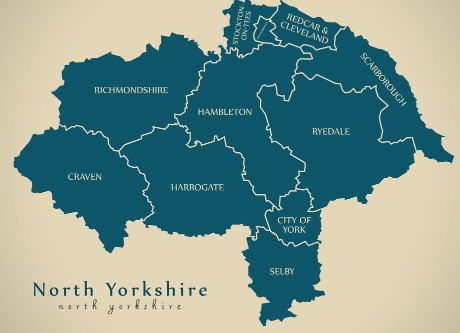 STOCKTON
ON-TEES
REDCAR &
CLEVELAND
SCARBOROUGH
RICHMONDSHIRE
HAMBLETON
RYEDALE
CRAVEN
HARROGATE
CITY OF
YORK
SELBY
North Yorkshire
north yorkshire